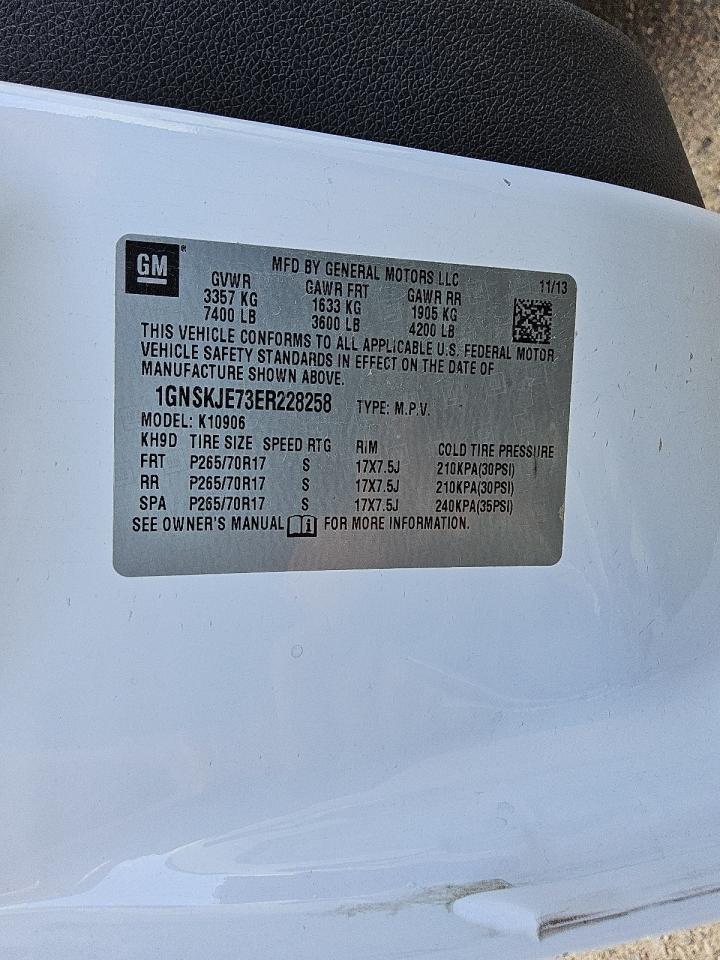 GM ®
MFD BY GENERAL MOTORS LLC 11/13
GVWR GAWR FRT GAWR RR
3357 KG 1633 KG 1905 KG
7400 LB 3600 LB 4200 LB
THIS VEHICLE CONFORMS TO ALL APPLICABLE U.S. FEDERAL MOTOR
VEHICLE SAFETY STANDARDS IN EFFECT ON THE DATE OF
MANUFACTURE SHOWN ABOVE.
1GNSKJE73ER228258 TYPE: M.P.V.
MODEL: K10906
KH9D TIRE SIZE SPEED RTG RIM COLD TIRE PRESSURE
FRT P265/70R17 S 17X7.5J 210KPA(30PSI)
RR P265/70R17 S 17X7.5J 210KPA(30PSI)
SPA P265/70R17 S 17X7.5J 240KPA(35PSI)
SEE OWNER'S MANUAL FOR MORE INFORMATION.